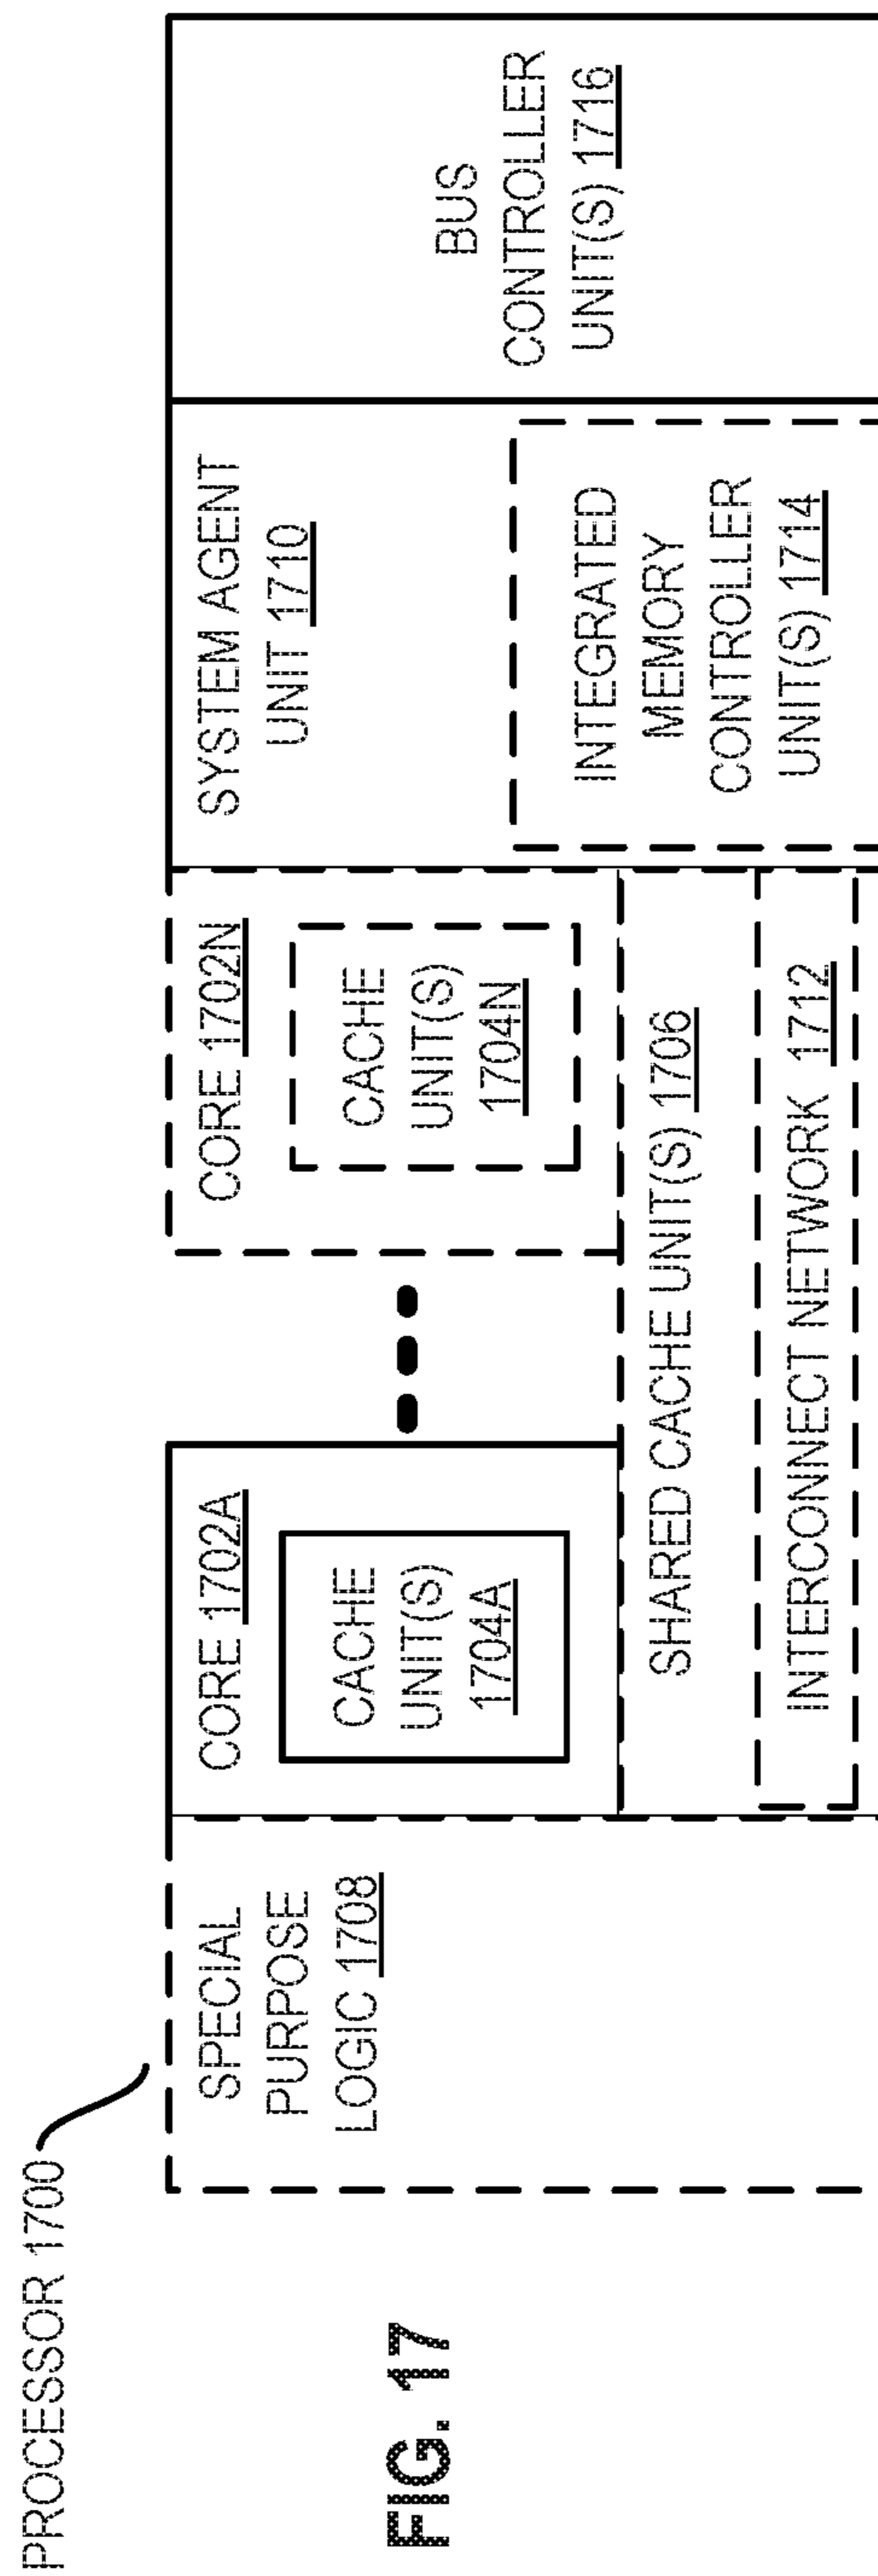 PROCESSOR 1700
SPECIAL
PURPOSE
LOGIC 1708
CORE 1702A
CACHE
UNIT(S)
1704A
CORE 1702N
CACHE
UNIT(S)
1704N
SHARED CACHE UNIT(S) 1706
INTERCONNECT NETWORK 1712
SYSTEM AGENT
UNIT 1710
INTEGRATED
MEMORY
CONTROLLER
UNIT(S) 1714
BUS
CONTROLLER
UNIT(S) 1716
FIG. 17